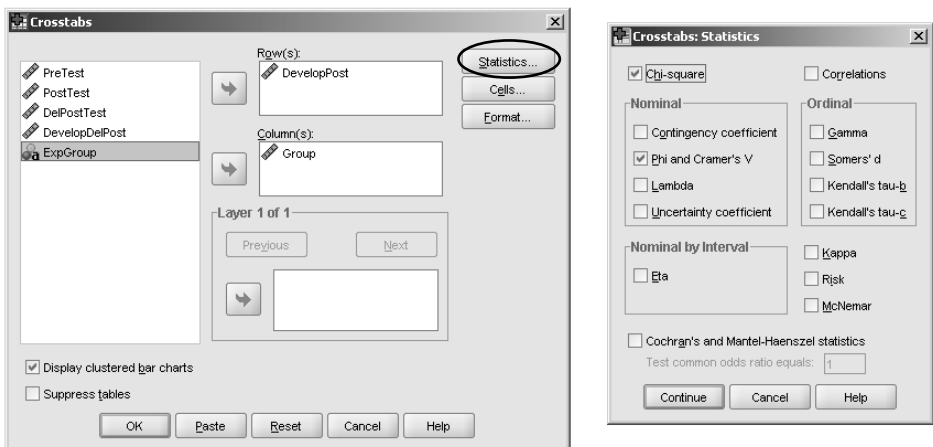 Crosstabs
PreTest
PostTest
DelPostTest
DevelopDelPost
ExpGroup
Row(s):
DevelopPost
Column(s):
Group
Layer 1 of 1
Previous
Next
Statistics...
Cells...
Format...
Display clustered bar charts
Suppress tables
OK
Paste
Reset
Cancel
Help
Crosstabs: Statistics
Chi-square
Correlations
Nominal
Contingency coefficient
Phi and Cramer's V
Lambda
Uncertainty coefficient
Ordinal
Gamma
Somers' d
Kendall's tau-b
Kendall's tau-c
Nominal by Interval
Eta
Kappa
Risk
McNemar
Cochran's and Mantel-Haenszel statistics
Test common odds ratio equals: 1
Continue
Cancel
Help